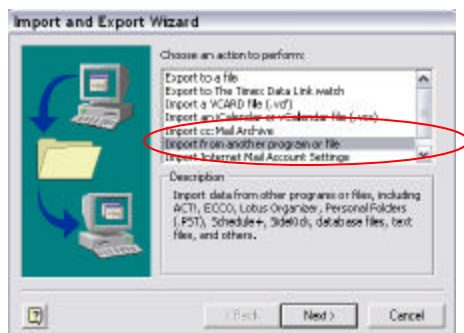 Import and Export Wizard
Choose an action to perform:
Export to a file
Export to The Timex Data Link watch
Import a VCARD file (.vcf)
Import an iCalendar or vCalendar file (.vcs)
Import cc:Mail Archive
Import from another program or file
Import Internet Mail Account Settings
Description
Import data from other programs or files, including
ACT!, ECCO, Lotus Organizer, Personal Folders
(.PST), Schedule+, SideKick, database files, text
files, and others.
?
< Back
Next >
Cancel